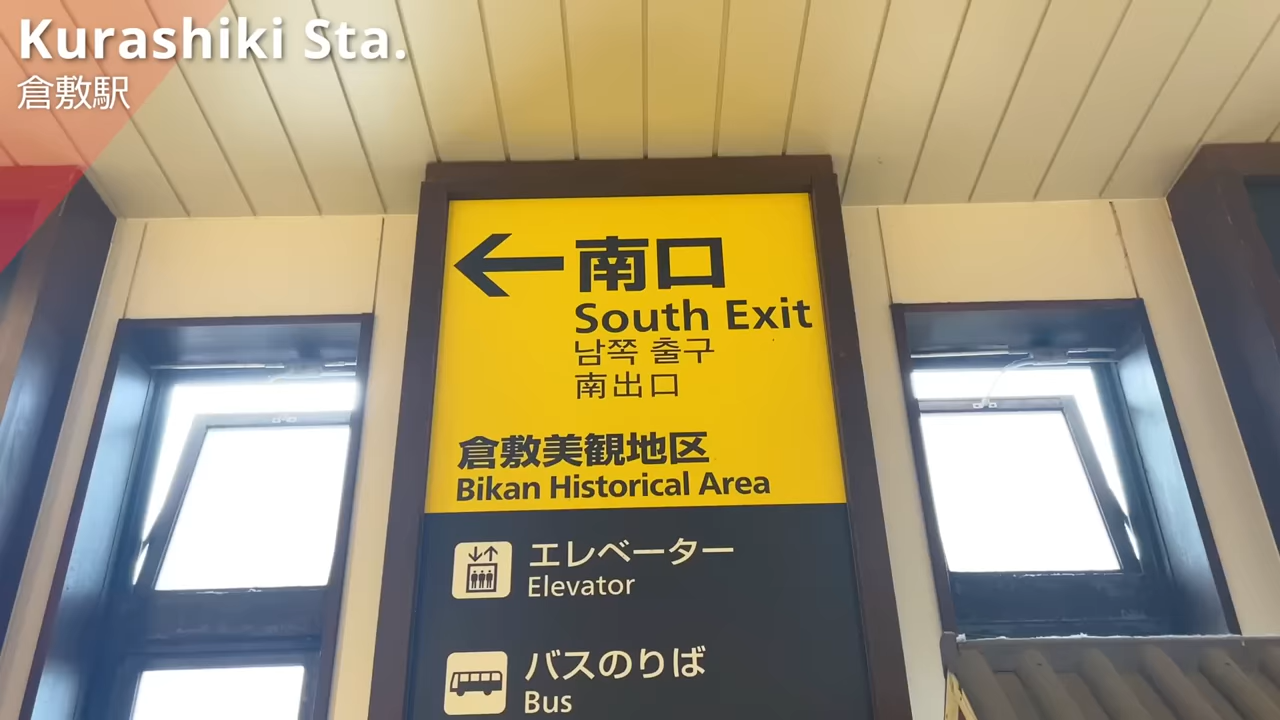 Kurashiki Sta.
倉敷駅
← 南口
South Exit
남쪽 출구
南出口
倉敷美観地区
Bikan Historical Area
エレベーター
Elevator
バスのりば
Bus